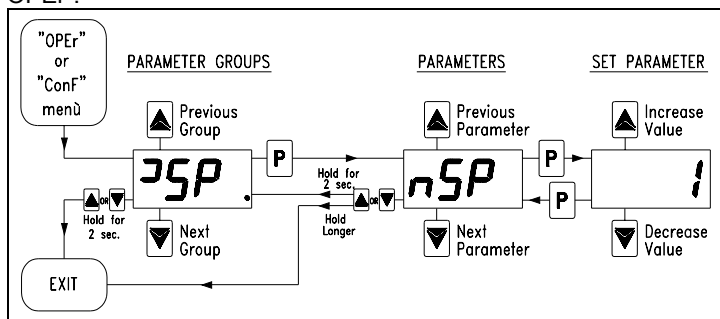 "OPEr"
or
"ConF"
menù
PARAMETER GROUPS
PARAMETERS
SET PARAMETER
Previous
Group
Previous
Parameter
Increase
Value
P
Hold for
2 sec.
P
ƆSP.
OR
nSP
1
OR
Hold for
2 sec.
Hold
Longer
P
Next
Group
Next
Parameter
Decrease
Value
EXIT